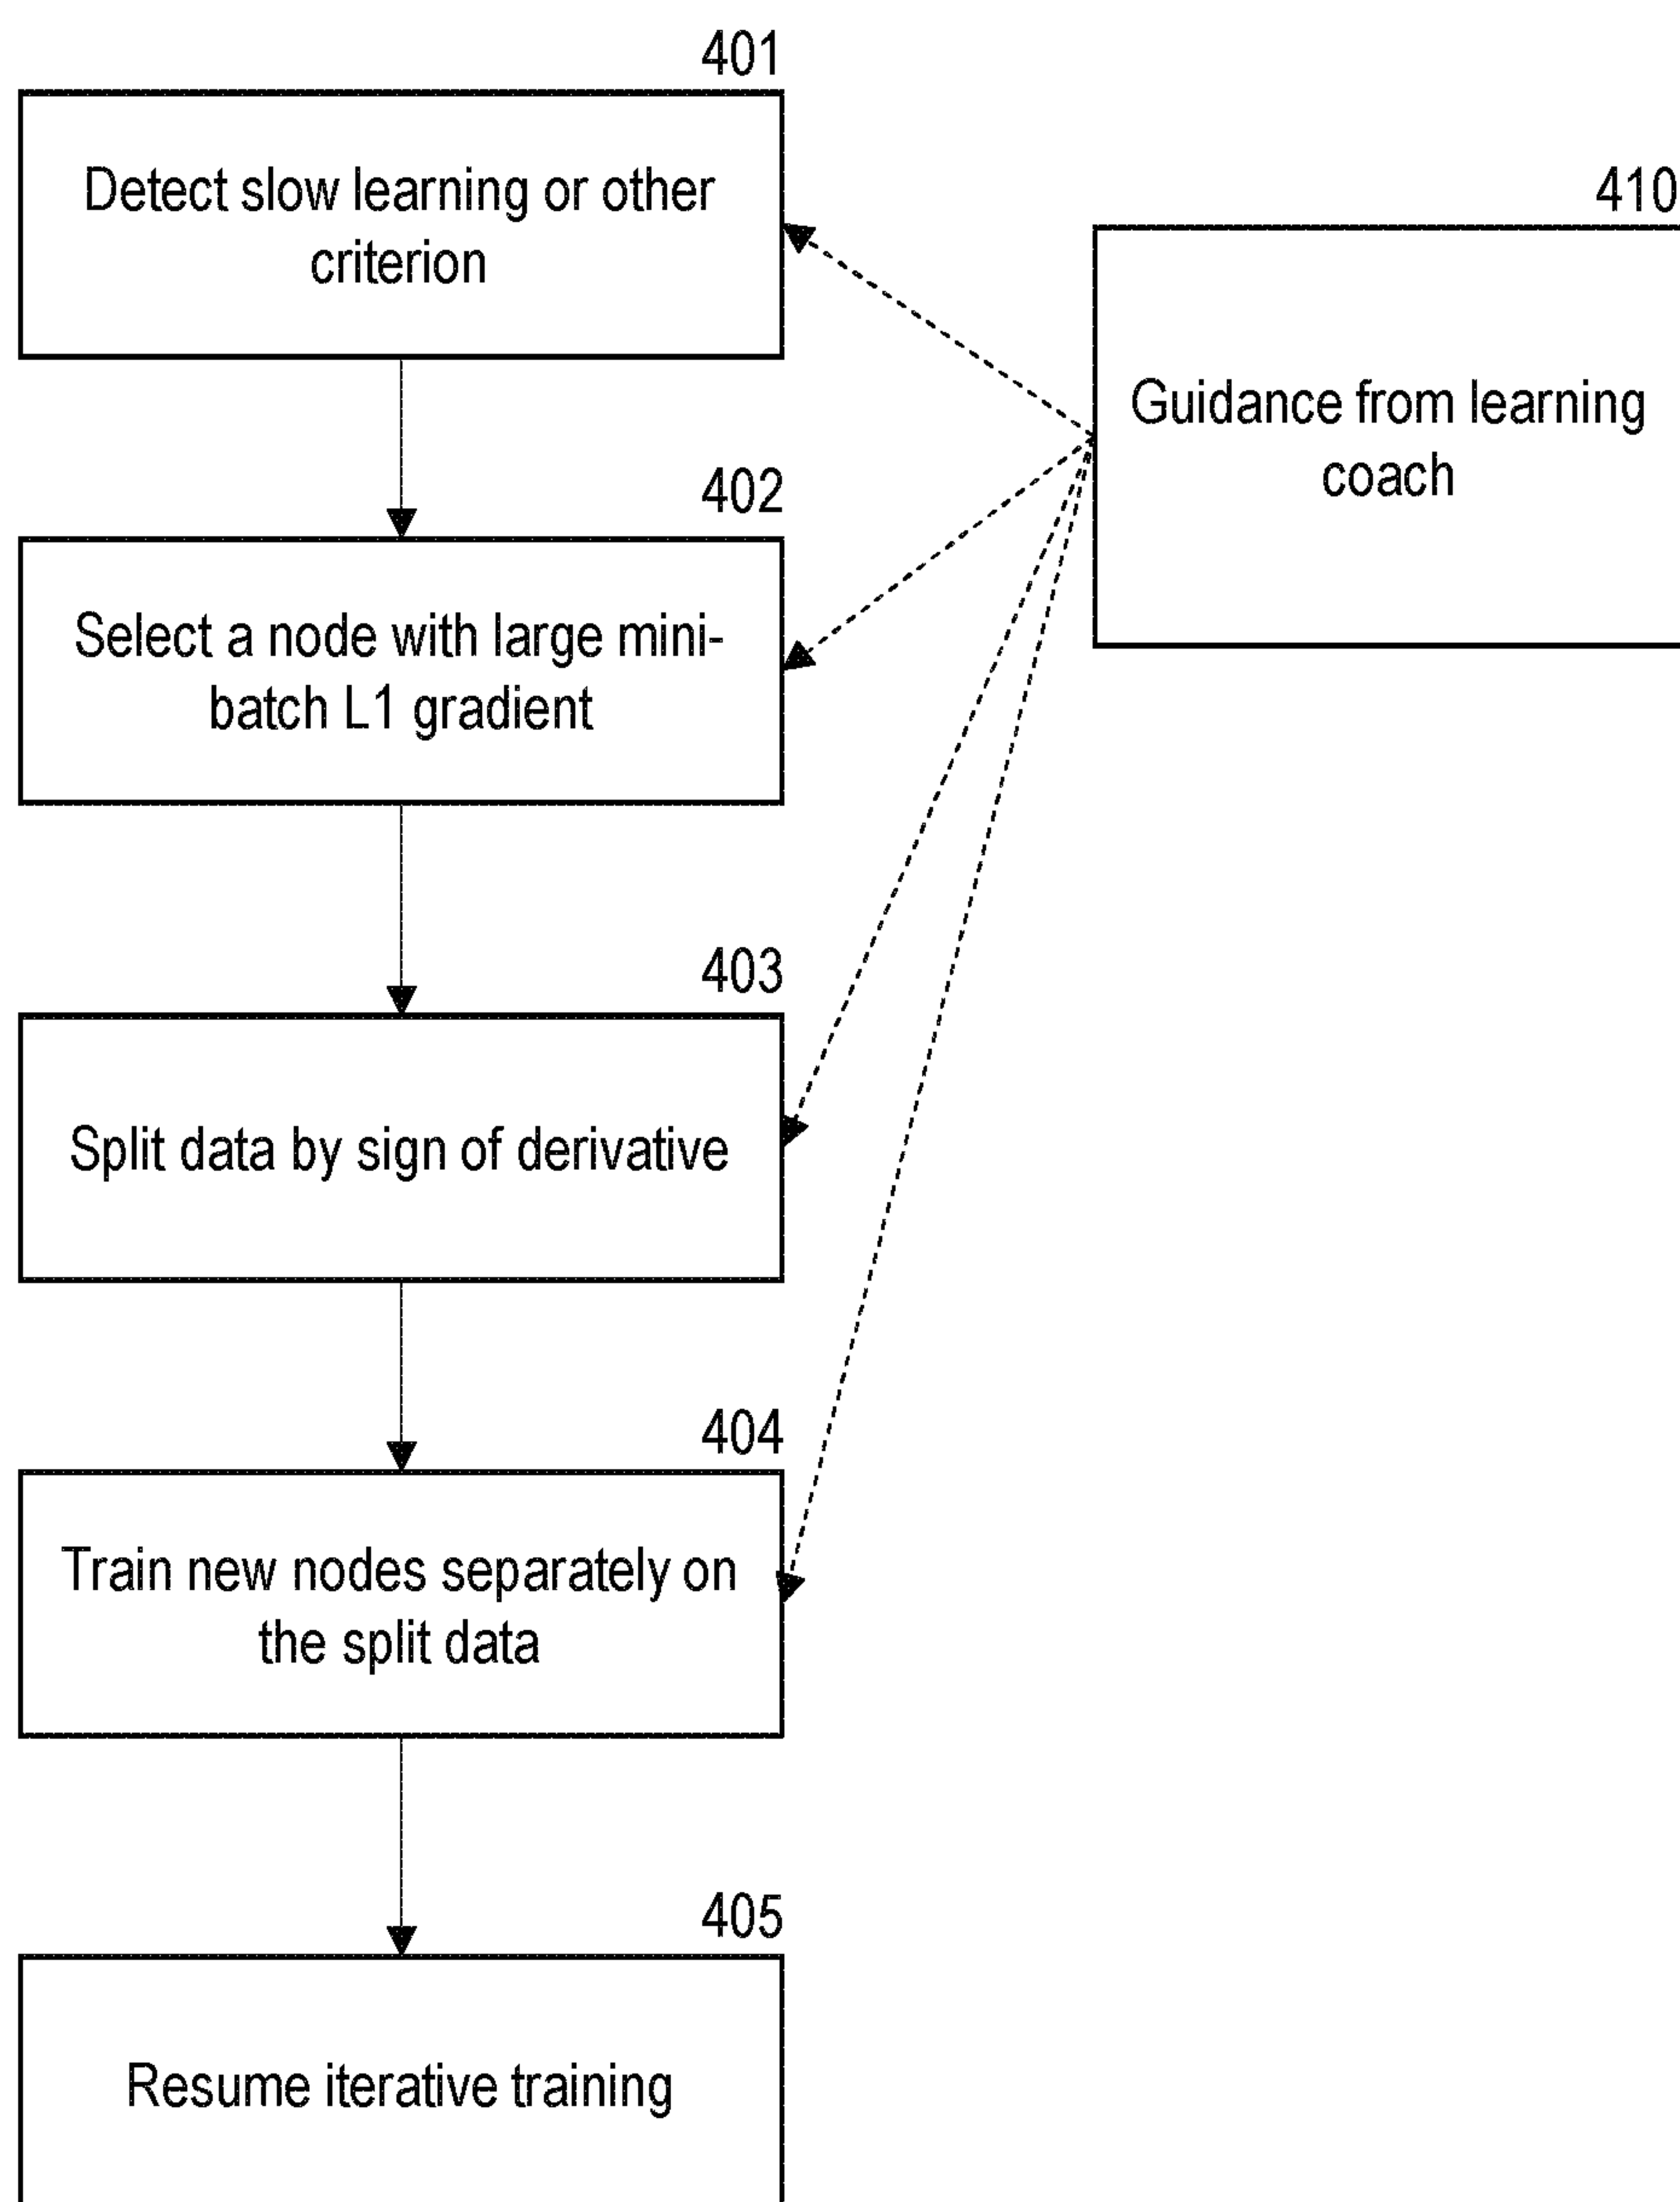 401
Detect slow learning or other
criterion
410
Guidance from learning
coach
402
Select a node with large mini-
batch L1 gradient
403
Split data by sign of derivative
404
Train new nodes separately on
the split data
405
Resume iterative training